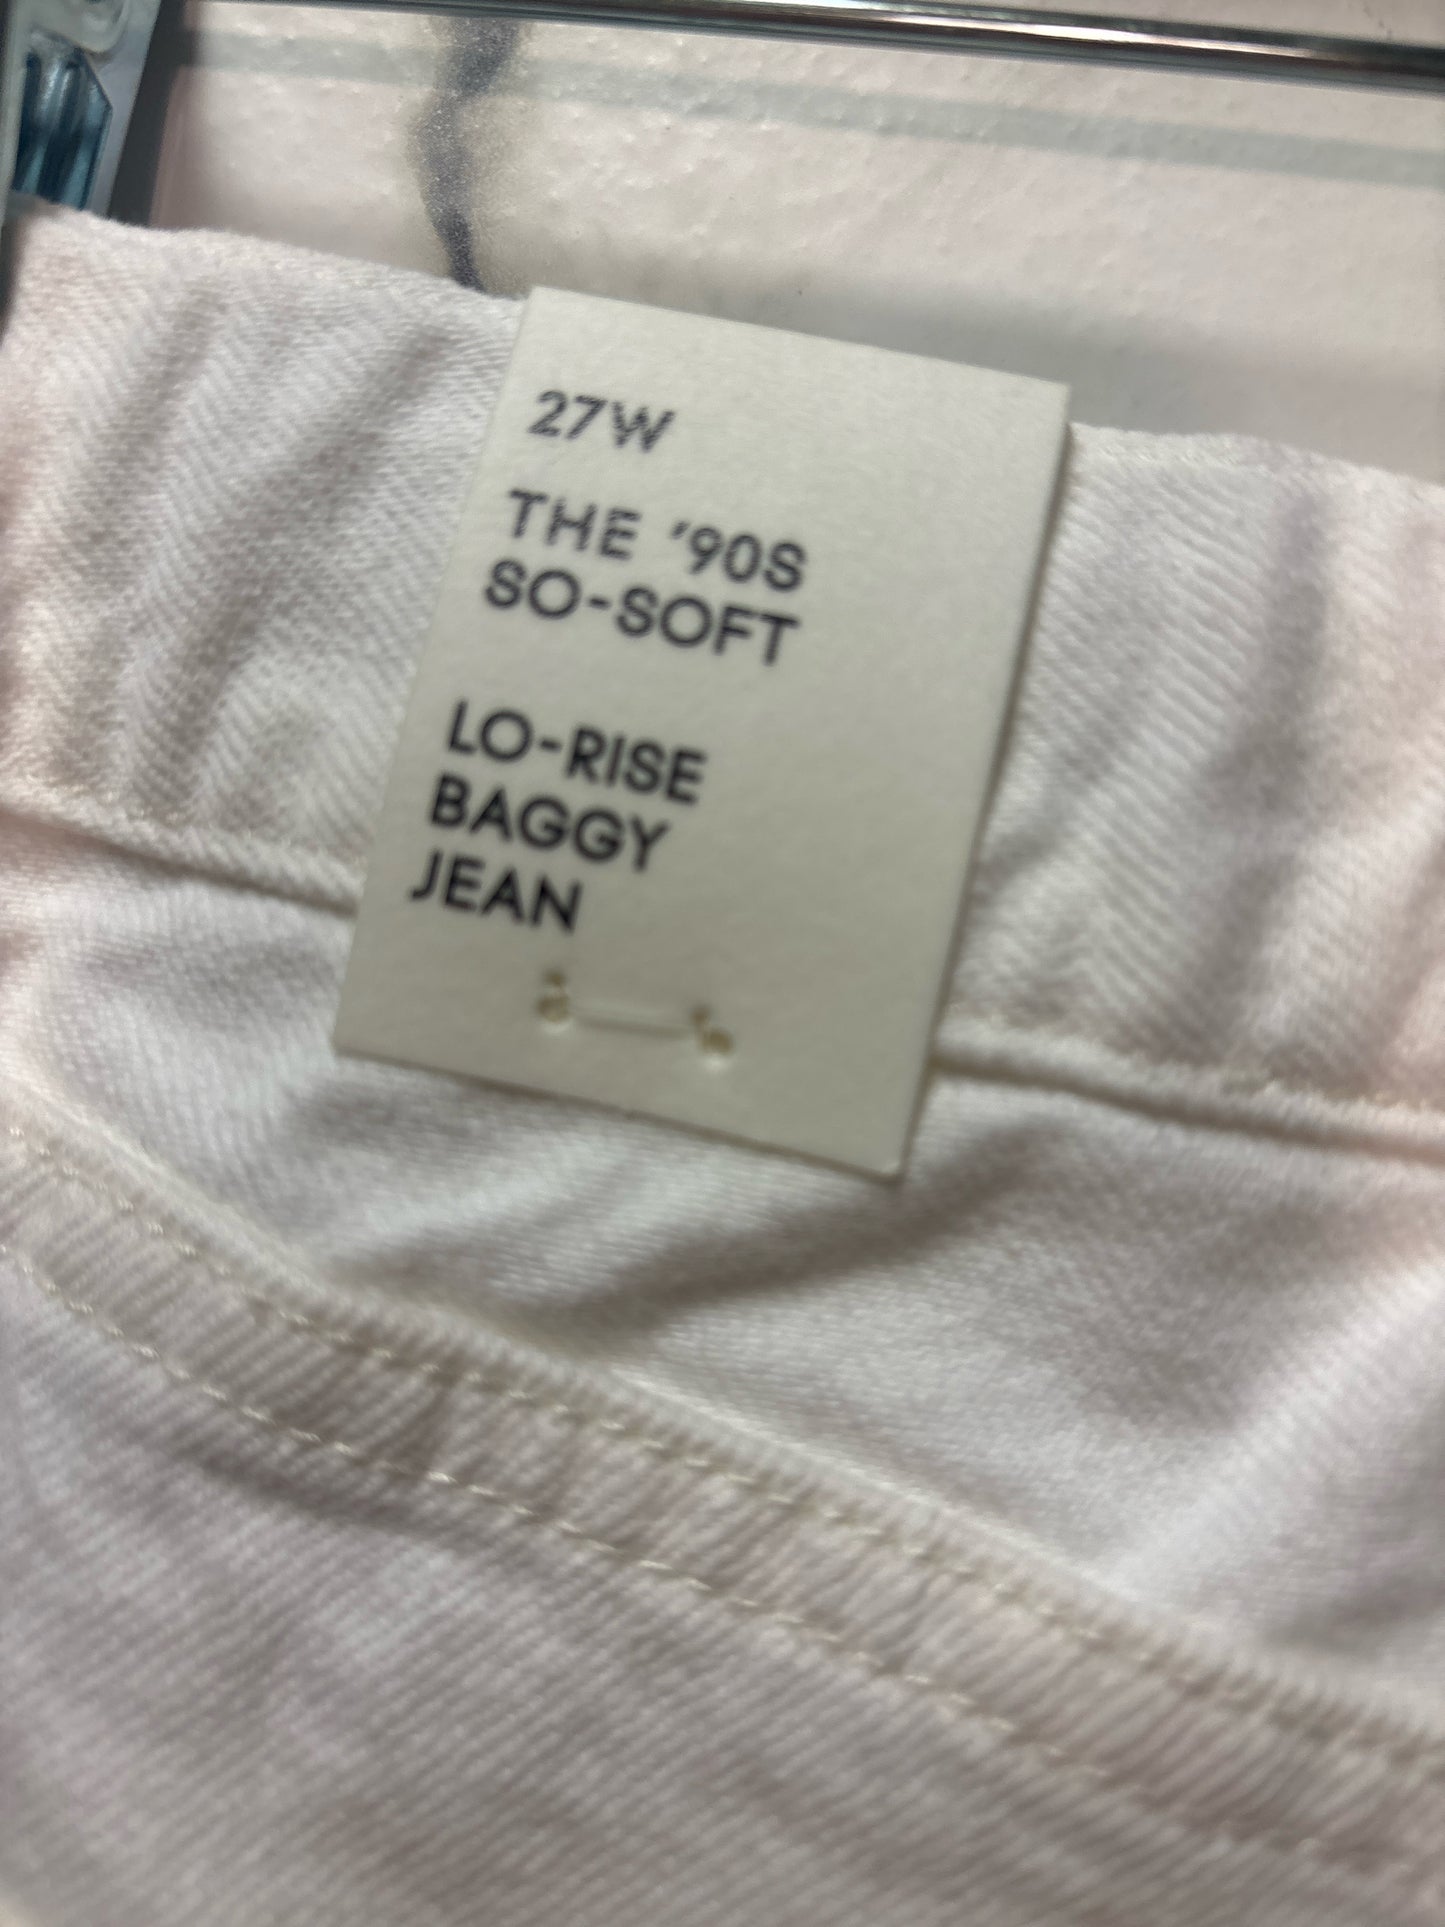 27W
THE '90S
SO-SOFT
LO-RISE
BAGGY
JEAN